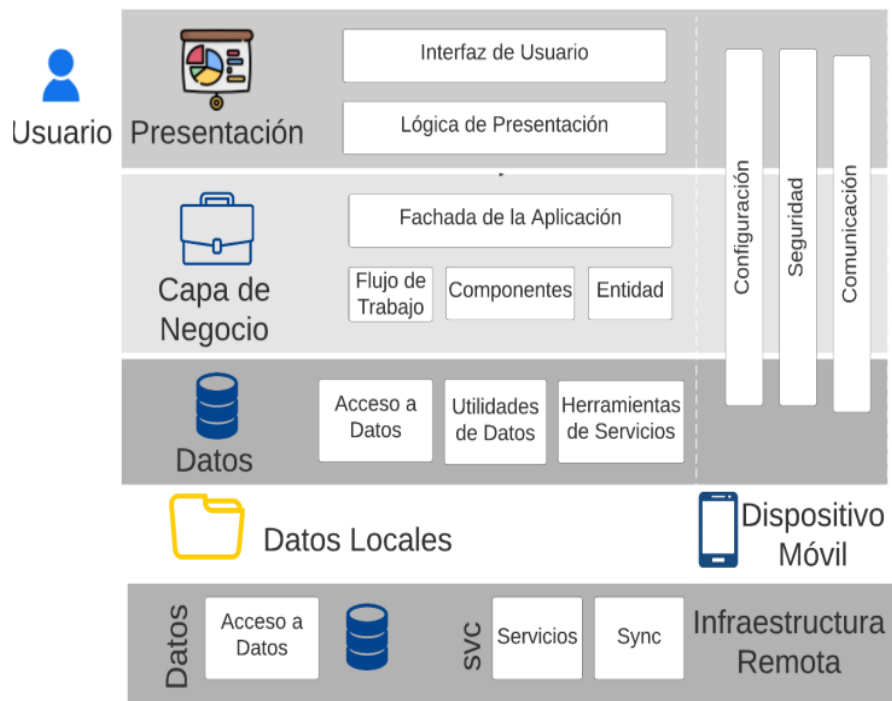 Usuario
Presentación
Interfaz de Usuario
Lógica de Presentación
Capa de
Negocio
Fachada de la Aplicación
Flujo de
Trabajo
Componentes
Entidad
Configuración
Seguridad
Comunicación
Datos
Acceso a
Datos
Utilidades
de Datos
Herramientas
de Servicios
Datos Locales
Dispositivo
Móvil
Datos
Acceso a
Datos
svc
Servicios
Sync
Infraestructura
Remota